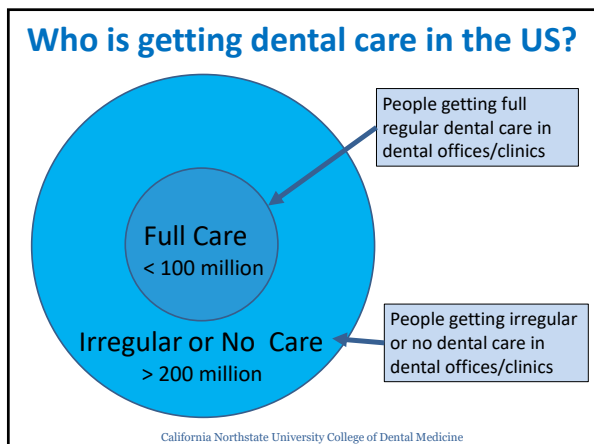 Who is getting dental care in the US?
People getting full
regular dental care in
dental offices/clinics
Full Care
< 100 million
People getting irregular
or no dental care in
dental offices/clinics
Irregular or No Care
> 200 million
California Northstate University College of Dental Medicine